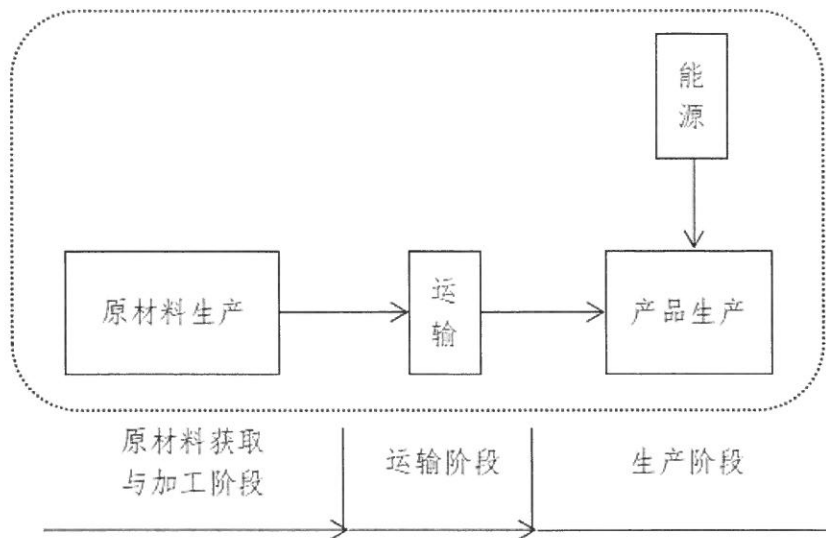 能
源
原材料生产
运
输
产品生产
原材料获取
与加工阶段
运输阶段
生产阶段